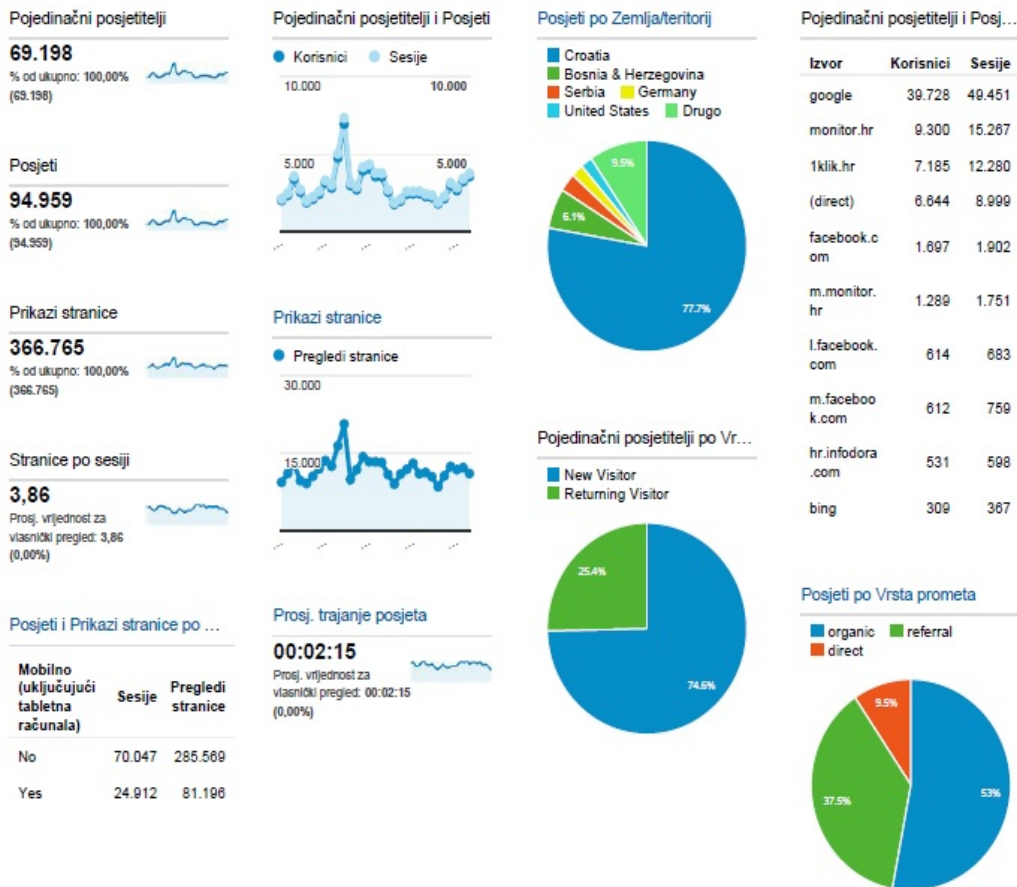 Pojedinačni posjetitelji
69.198
% od ukupno: 100,00%
(69.198)
Posjeti
94.959
% od ukupno: 100,00%
(94.959)
Prikazi stranice
366.765
% od ukupno: 100,00%
(366.765)
Stranice po sesiji
3,86
Prosj. vrijednost za
vlasnički pregled: 3,86
(0,00%)
Posjeti i Prikazi stranice po ...
Mobilno
(uključujući
tabletna
računala)
Sesije
Pregledi
stranice
No 70.047 285.569
Yes 24.912 81.196
Pojedinačni posjetitelji i Posjeti
Korisnici Sesije
10.000 10.000
5.000 5.000
Prikazi stranice
Pregledi stranice
30.000
15.000
Prosj. trajanje posjeta
00:02:15
Prosj. vrijednost za
vlasnički pregled: 00:02:15
(0,00%)
Posjeti po Zemlja/teritorij
Croatia
Bosnia & Herzegovina
Serbia Germany
United States Drugo
9.5%
6.1%
77.7%
Pojedinačni posjetitelji po Vr...
New Visitor
Returning Visitor
25.4%
74.6%
Pojedinačni posjetitelji i Posj...
Izvor Korisnici Sesije
google 39.728 49.451
monitor.hr 9.300 15.267
1klik.hr 7.185 12.280
(direct) 6.644 8.999
facebook.c
om 1.697 1.902
m.monitor.
hr 1.289 1.751
l.facebook.
com 614 683
m.faceboo
k.com 612 759
hr.infodora
.com 531 598
bing 309 367
Posjeti po Vrsta prometa
organic referral
direct
9.5%
37.5%
53%